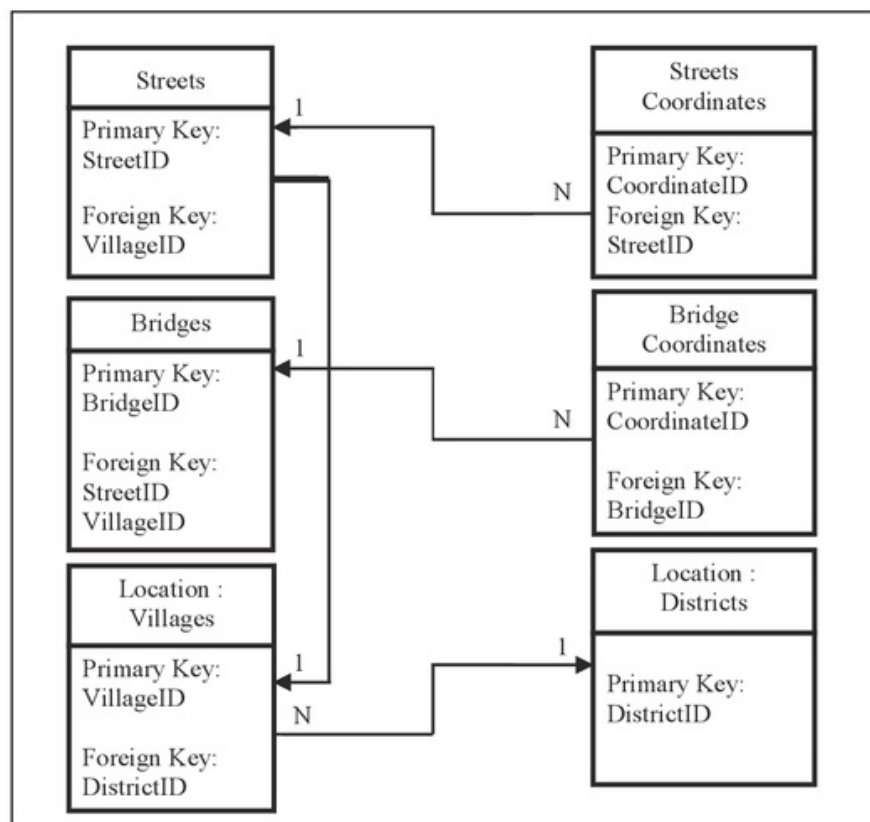 Streets
Primary Key:
StreetID
Foreign Key:
VillageID
1
N
Streets
Coordinates
Primary Key:
CoordinateID
Foreign Key:
StreetID
Bridges
Primary Key:
BridgeID
Foreign Key:
StreetID
VillageID
1
N
Bridge
Coordinates
Primary Key:
CoordinateID
Foreign Key:
BridgeID
Location :
Villages
Primary Key:
VillageID
Foreign Key:
DistrictID
1
N
1
Location :
Districts
Primary Key:
DistrictID